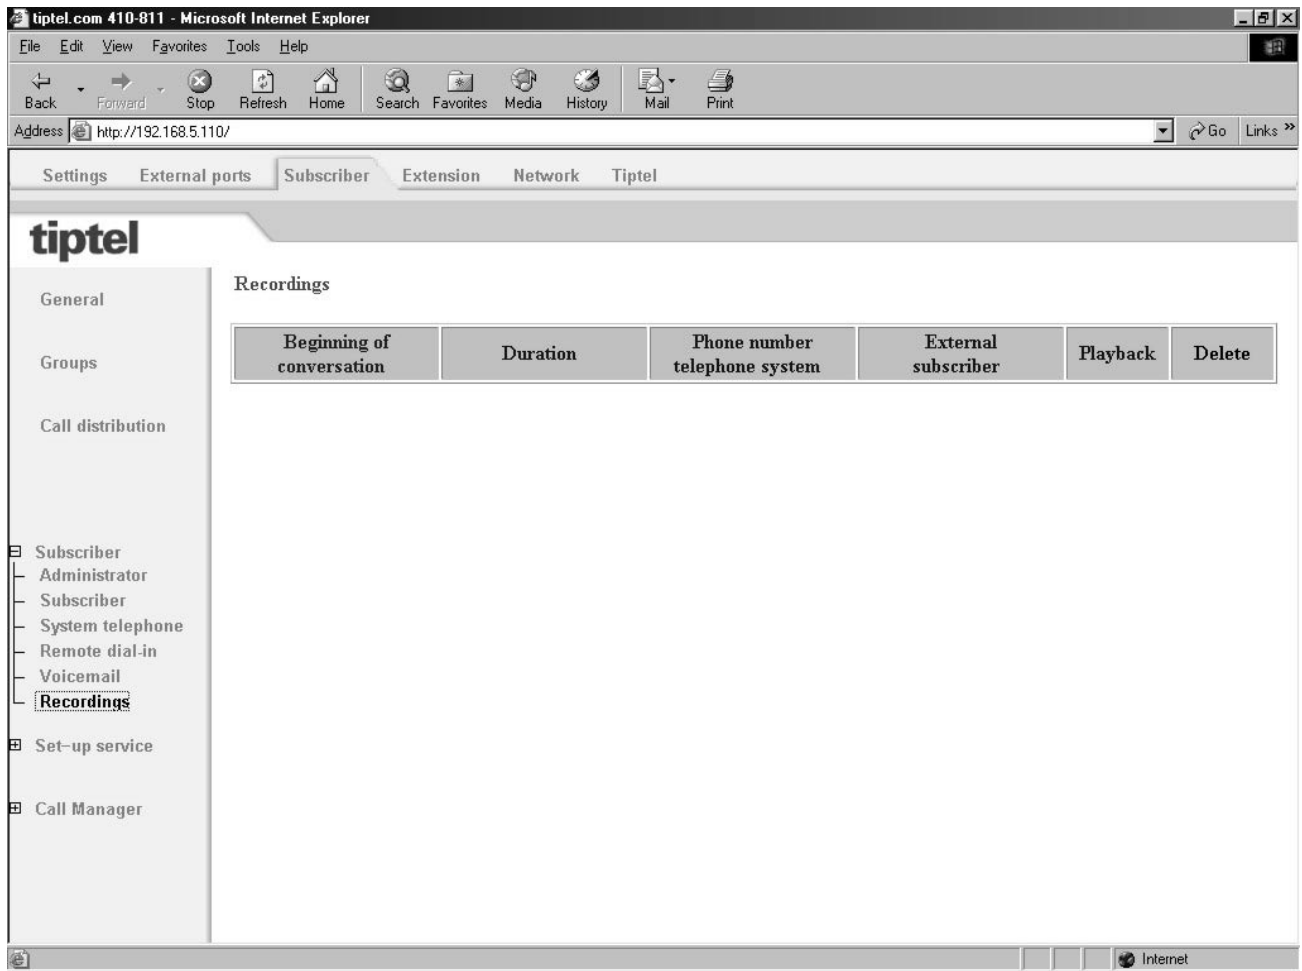 tiptel.com 410-811 - Microsoft Internet Explorer
File Edit View Favorites Tools Help
Back Forward Stop Refresh Home Search Favorites Media History Mail Print
Address http://192.168.5.110/ Go Links »
Settings External ports Subscriber Extension Network Tiptel
tiptel
General
Groups
Call distribution
Subscriber
Administrator
Subscriber
System telephone
Remote dial-in
Voicemail
Recordings
Set-up service
Call Manager
Recordings
Beginning of
conversation
Duration
Phone number
telephone system
External
subscriber
Playback
Delete
Internet